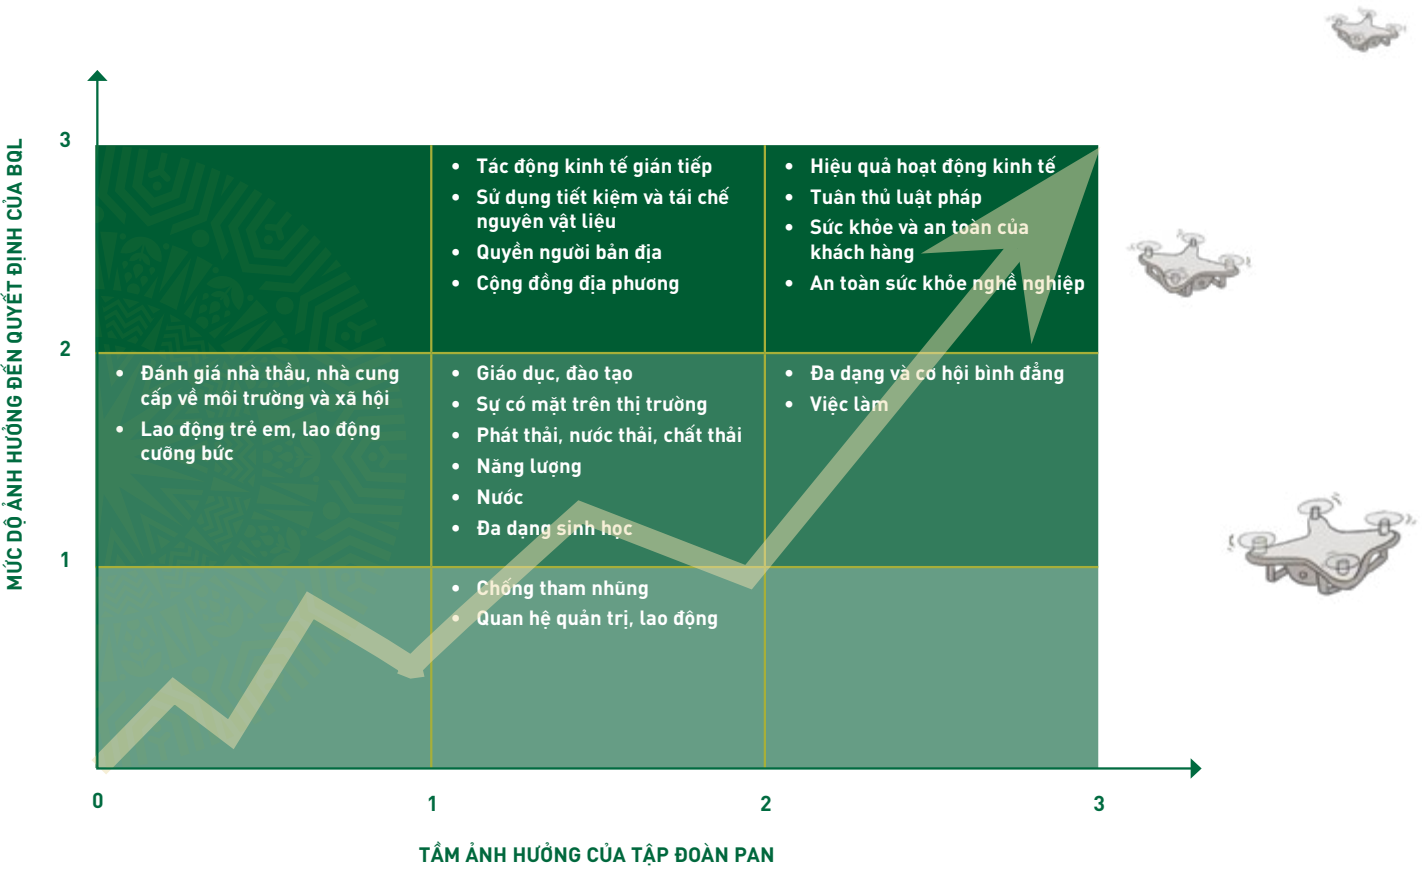 MỨC DỘ ẢNH HƯỞNG ĐẾN QUYẾT ĐỊNH CỦA BQL
3
• Tác động kinh tế gián tiếp
• Sử dụng tiết kiệm và tái chế
nguyên vật liệu
• Quyền người bản địa
• Cộng đồng địa phương
• Hiệu quả hoạt động kinh tế
• Tuân thủ luật pháp
• Sức khỏe và an toàn của
khách hàng
• An toàn sức khỏe nghề nghiệp
2
• Đánh giá nhà thầu, nhà cung
cấp về môi trường và xã hội
• Lao động trẻ em, lao động
cưỡng bức
• Giáo dục, đào tạo
• Sự có mặt trên thị trường
• Phát thải, nước thải, chất thải
• Năng lượng
• Nước
• Đa dạng sinh học
• Đa dạng và cơ hội bình đẳng
• Việc làm
1
• Chống tham nhũng
• Quan hệ quản trị, lao động
0
1
2
3
TẦM ẢNH HƯỞNG CỦA TẬP ĐOÀN PAN